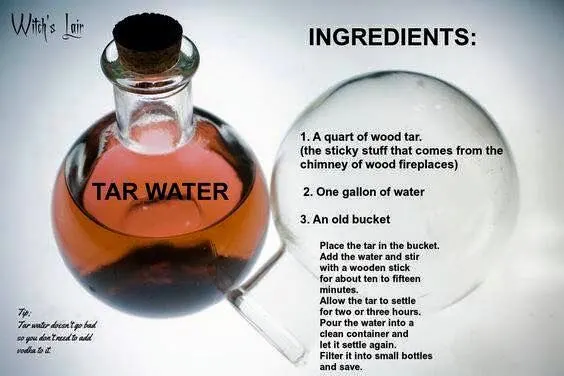 Witch's Lair
INGREDIENTS:
1. A quart of wood tar.
(the sticky stuff that comes from the
chimney of wood fireplaces)
2. One gallon of water
3. An old bucket
TAR WATER
Place the tar in the bucket.
Add the water and stir
with a wooden stick
for about ten to fifteen
minutes.
Allow the tar to settle
for two or three hours.
Pour the water into a
clean container and
let it settle again.
Filter it into small bottles
and save.
Tip:
Tar water doesn't go bad
so you don't need to add
vodka to it.